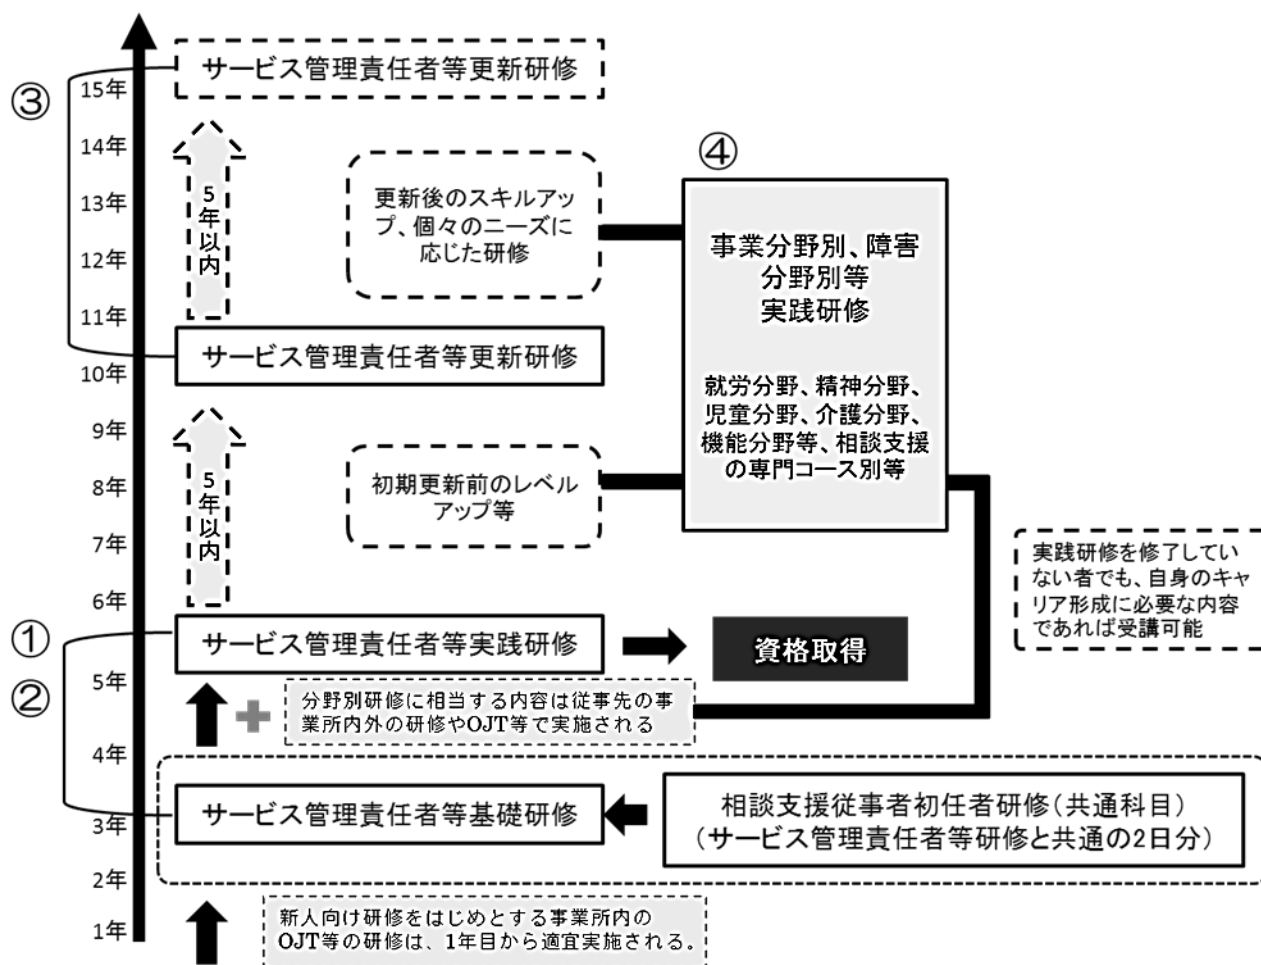 サービス管理責任者等更新研修
③
15年
14年
13年
12年
11年
5年以内
更新後のスキルアッ
プ、個々のニーズに
応じた研修
④
事業分野別、障害
分野別等
実践研修
就労分野、精神分野、
児童分野、介護分野、
機能分野等、相談支援
の専門コース別等
サービス管理責任者等更新研修
10年
9年
8年
7年
6年
5年以内
初期更新前のレベル
アップ等
実践研修を修了してい
ない者でも、自身のキャ
リア形成に必要な内容
であれば受講可能
①
サービス管理責任者等実践研修
資格取得
②
5年
分野別研修に相当する内容は従事先の事
業所内外の研修やOJT等で実施される
4年
サービス管理責任者等基礎研修
相談支援従事者初任者研修(共通科目)
(サービス管理責任者等研修と共通の2日分)
3年
2年
1年
新人向け研修をはじめとする事業所内の
OJT等の研修は、1年目から適宜実施される。